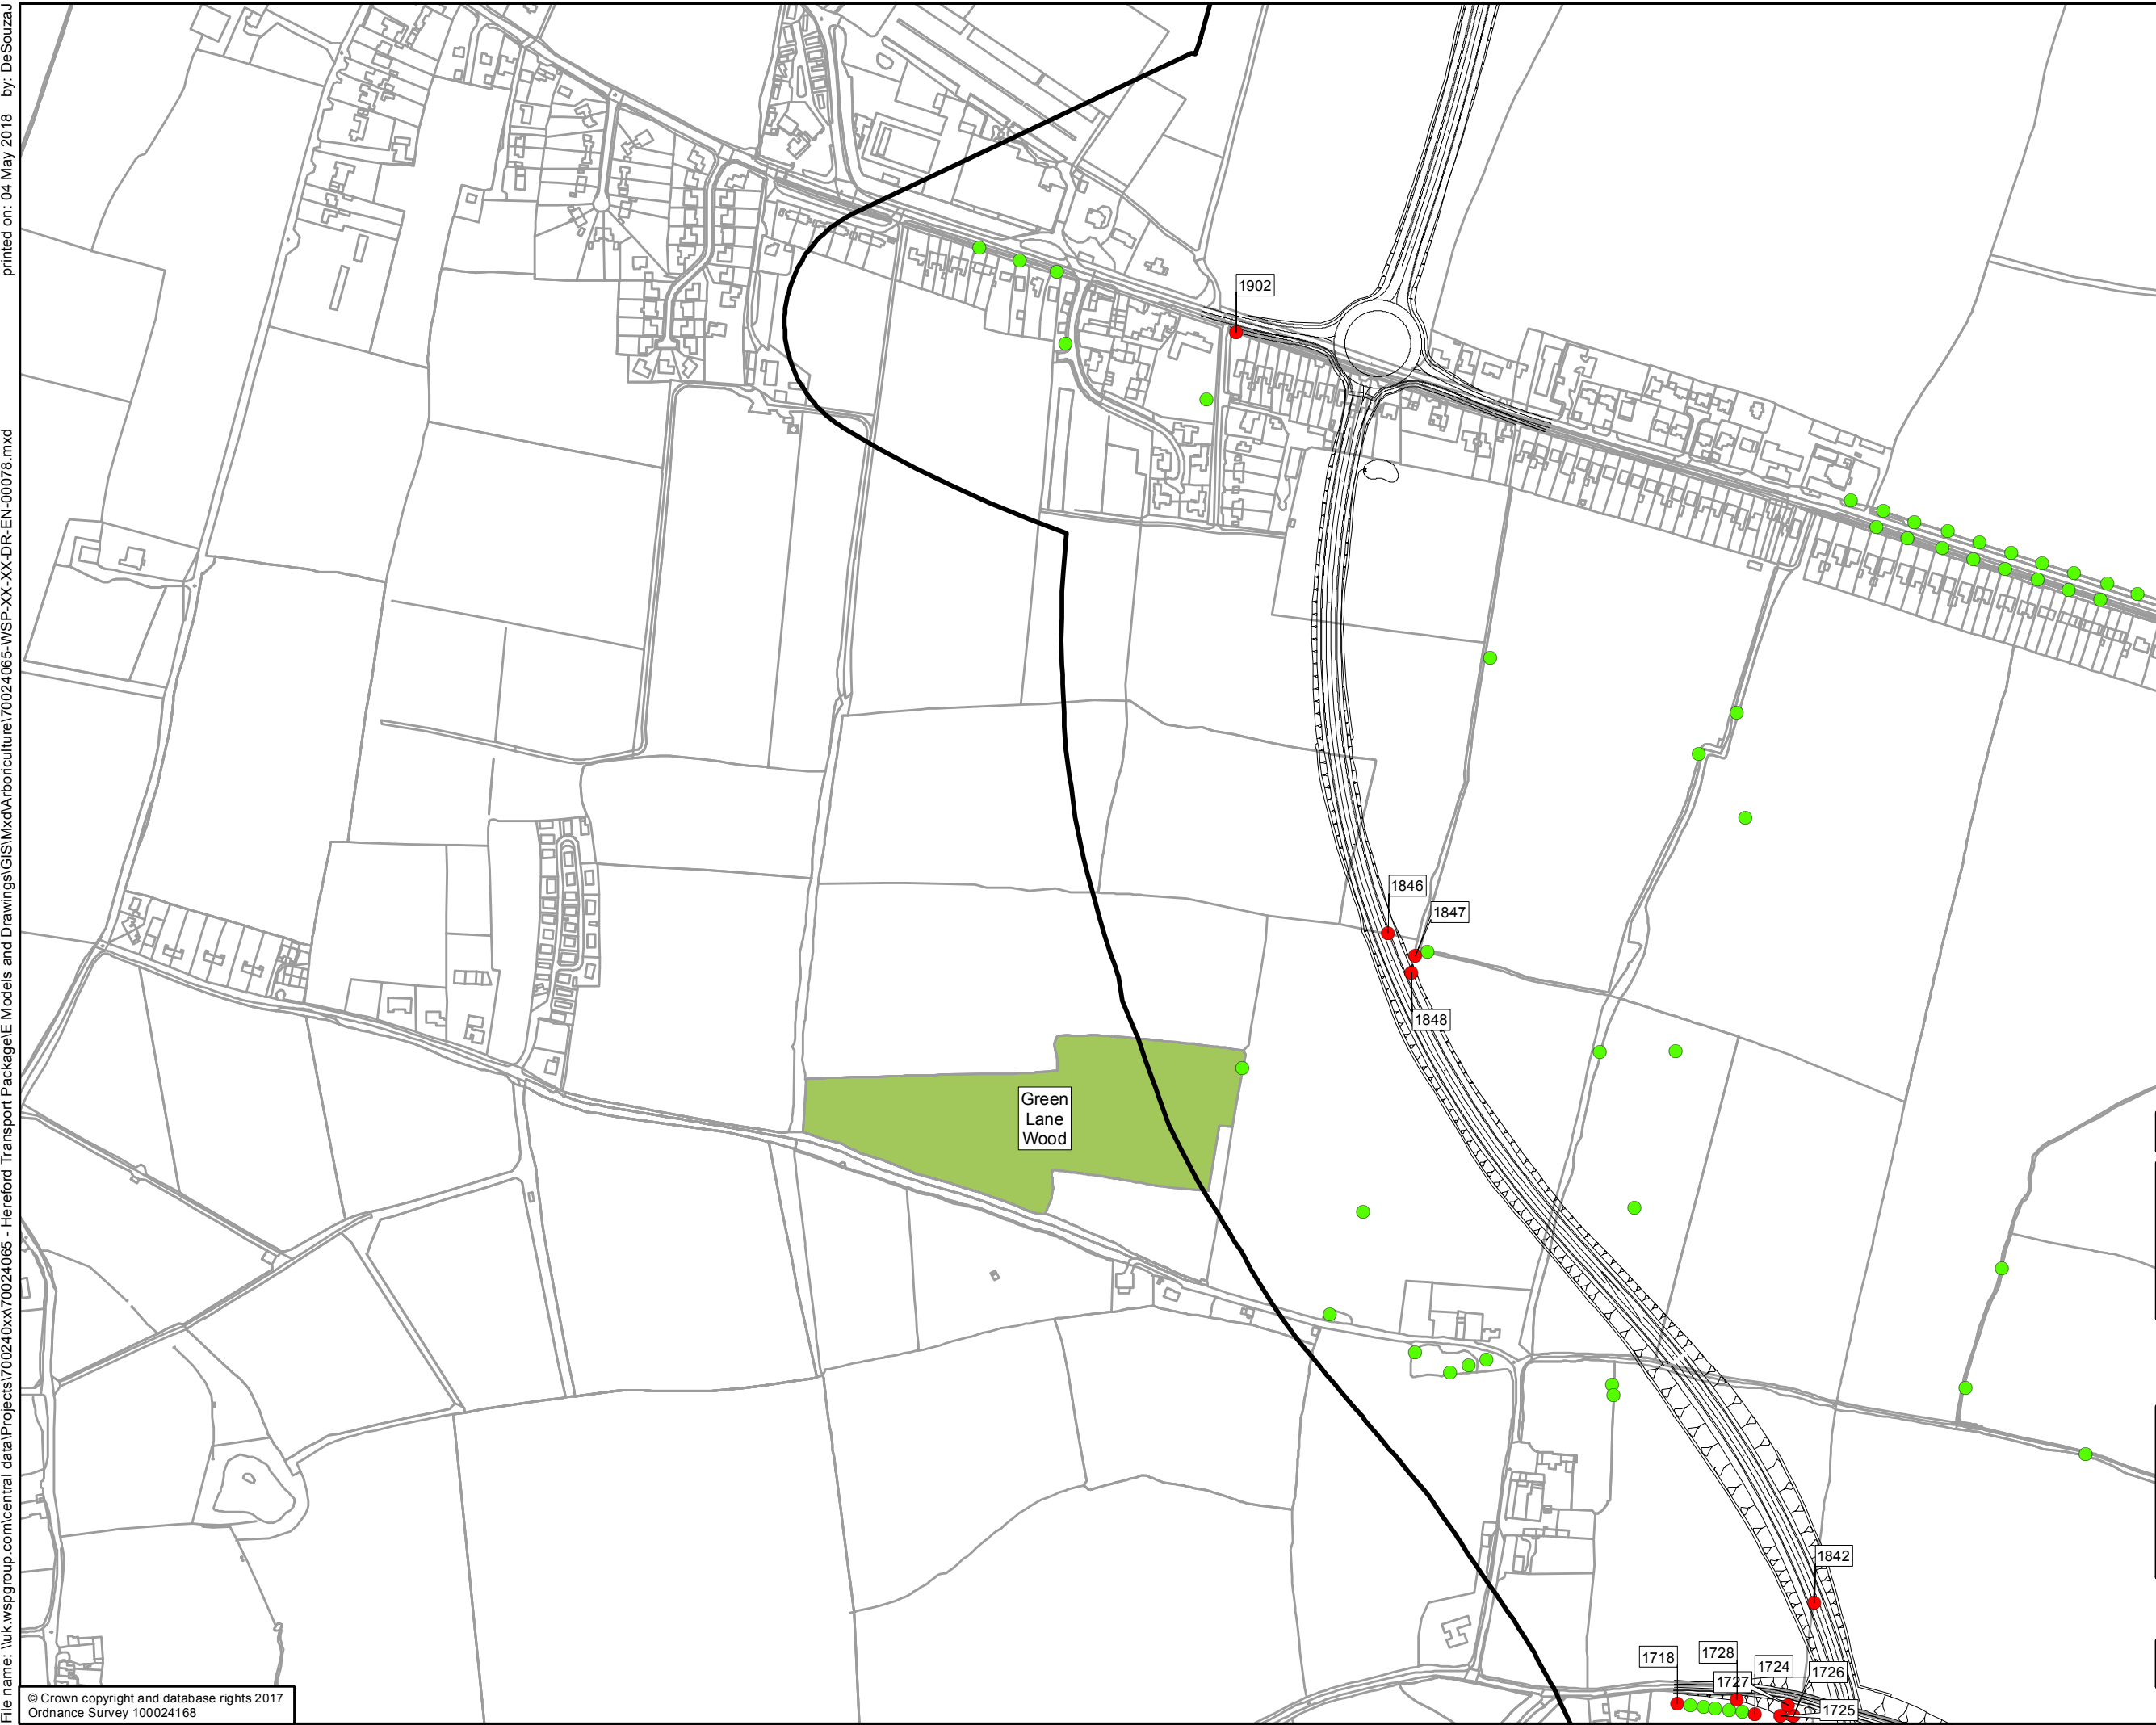 File name: \\uk.wspgroup.com\central data\Projects\700240xx\70024065 - Hereford Transport Package\E Models and Drawings\GIS\Mxd\Arboriculture\70024065-WSP-XX-XX-DR-EN-00078.mxd printed on: 04 May 2018 by: DeSouzaJ
1902
1846
1847
1848
Green
Lane
Wood
1842
1718
1728
1727
1724
1726
1725
© Crown copyright and database rights 2017
Ordnance Survey 100024168